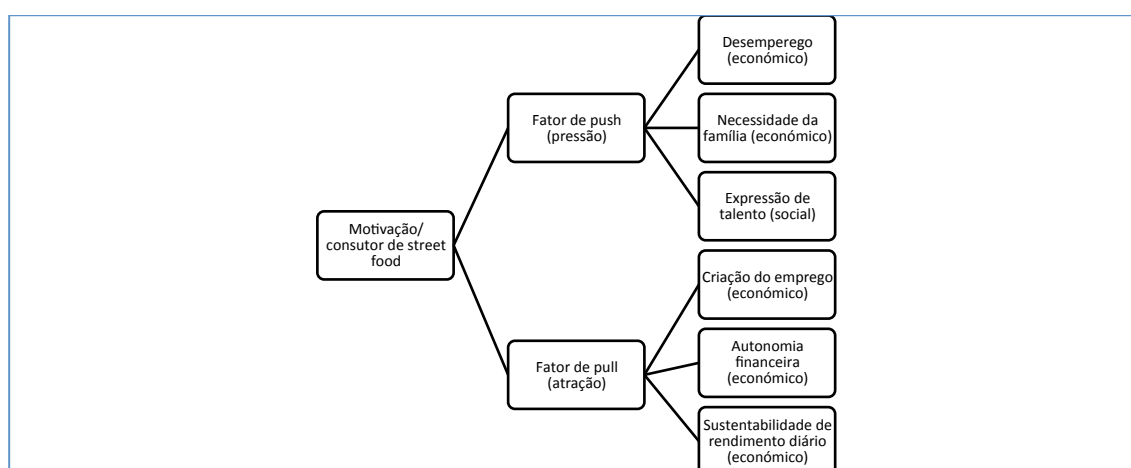 Motivação/
consutor de street
food
Fator de push
(pressão)
Desemperego
(económico)
Necessidade da
família (económico)
Expressão de
talento (social)
Fator de pull
(atração)
Criação do emprego
(económico)
Autonomia
financeira
(económico)
Sustentabilidade de
rendimento diário
(económico)